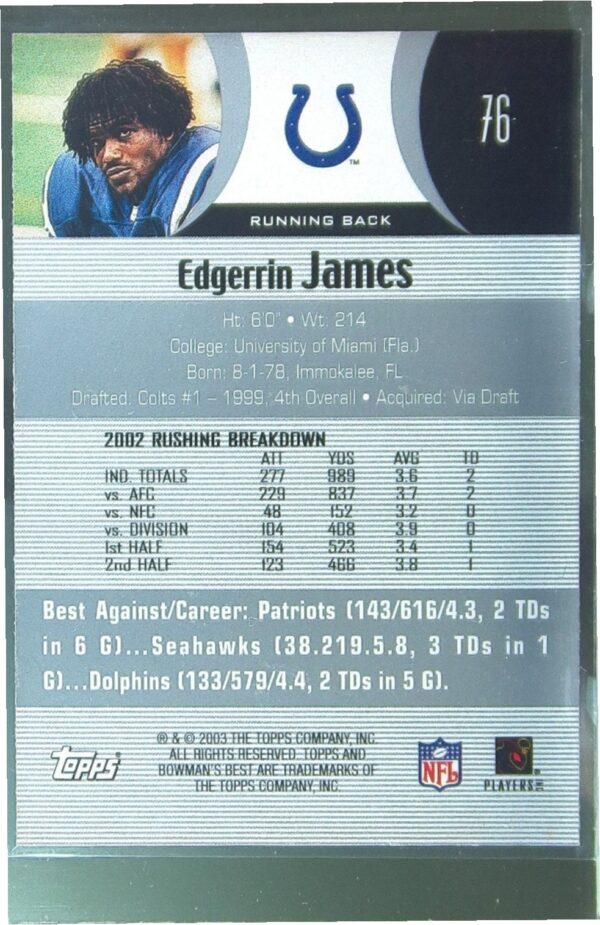 76
™
RUNNING BACK
Edgerrin James
Ht: 6'0" • Wt: 214
College: University of Miami (Fla.)
Born: 8-1-78, Immokalee, FL
Drafted: Colts #1 – 1999, 4th Overall • Acquired: Via Draft
2002 RUSHING BREAKDOWN
ATT YDS AVG TD
IND. TOTALS 277 989 3.6 2
vs. AFC 229 837 3.7 2
vs. NFC 48 152 3.2 0
vs. DIVISION 104 408 3.9 0
1st HALF 154 523 3.4 1
2nd HALF 123 466 3.8 1
Best Against/Career: Patriots (143/616/4.3, 2 TDs
in 6 G)...Seahawks (38.219.5.8, 3 TDs in 1
G)...Dolphins (133/579/4.4, 2 TDs in 5 G).
® & © 2003 THE TOPPS COMPANY, INC.
ALL RIGHTS RESERVED. TOPPS AND
BOWMAN'S BEST ARE TRADEMARKS OF
THE TOPPS COMPANY, INC.
Topps
NFL
PLAYERS INC